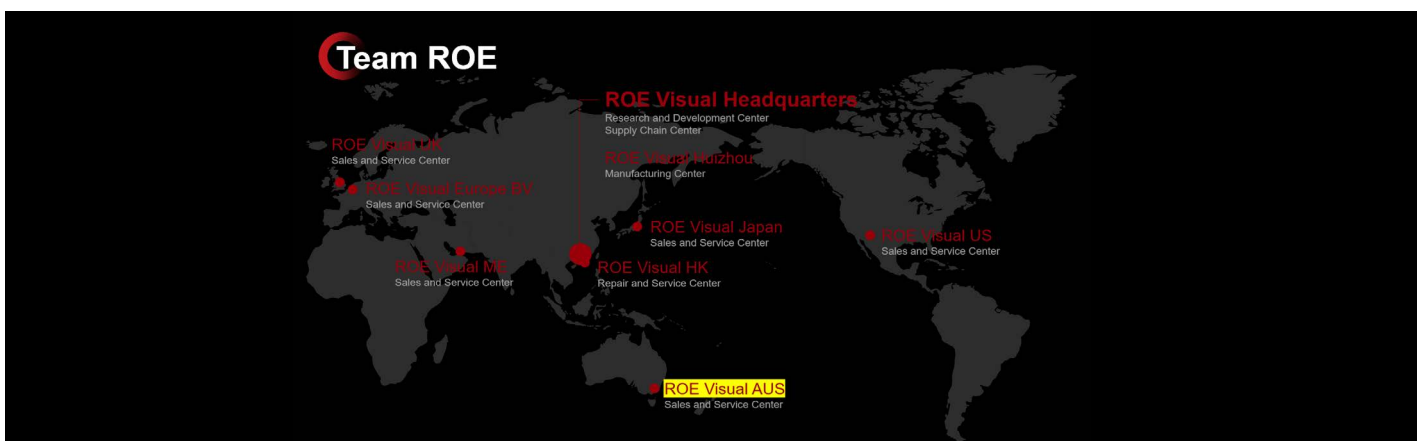 Team ROE
ROE Visual Headquarters
Research and Development Center
Supply Chain Center
ROE Visual UK
Sales and Service Center
ROE Visual Huizhou
Manufacturing Center
ROE Visual Europe BV
Sales and Service Center
ROE Visual Japan
Sales and Service Center
ROE Visual US
Sales and Service Center
ROE Visual ME
Sales and Service Center
ROE Visual HK
Repair and Service Center
ROE Visual AUS
Sales and Service Center